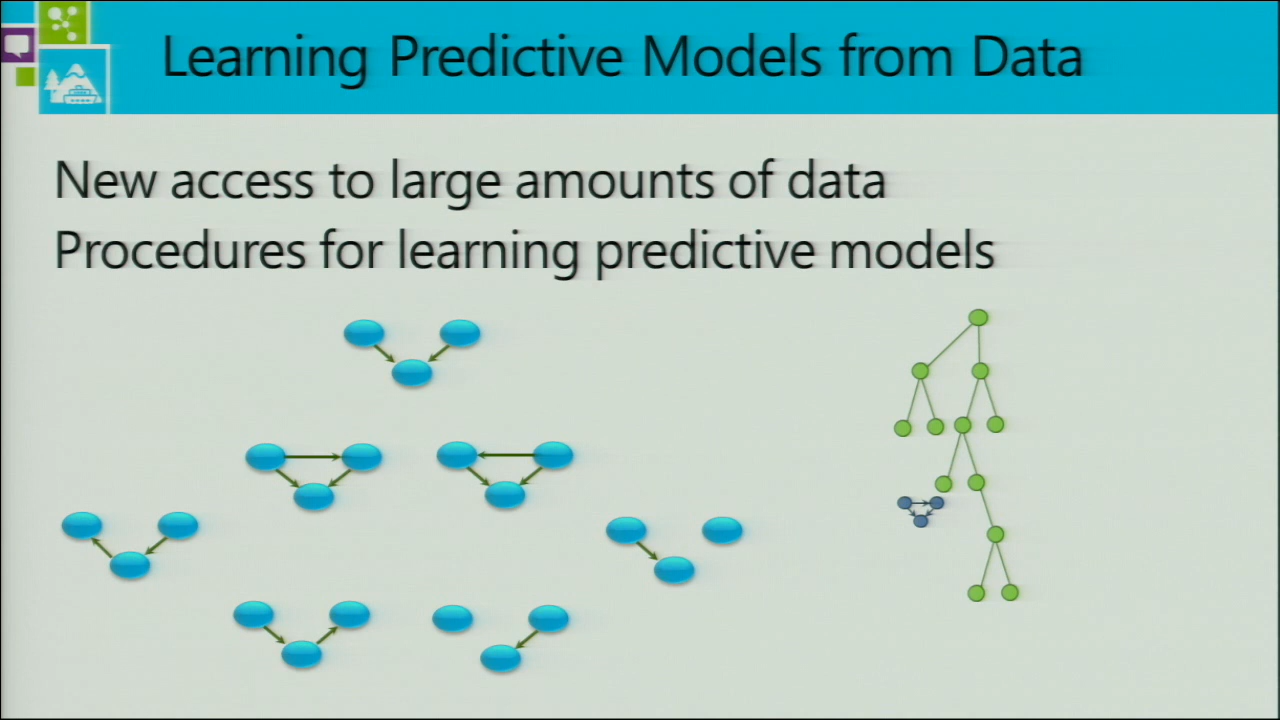 Learning Predictive Models from Data
New access to large amounts of data
Procedures for learning predictive models